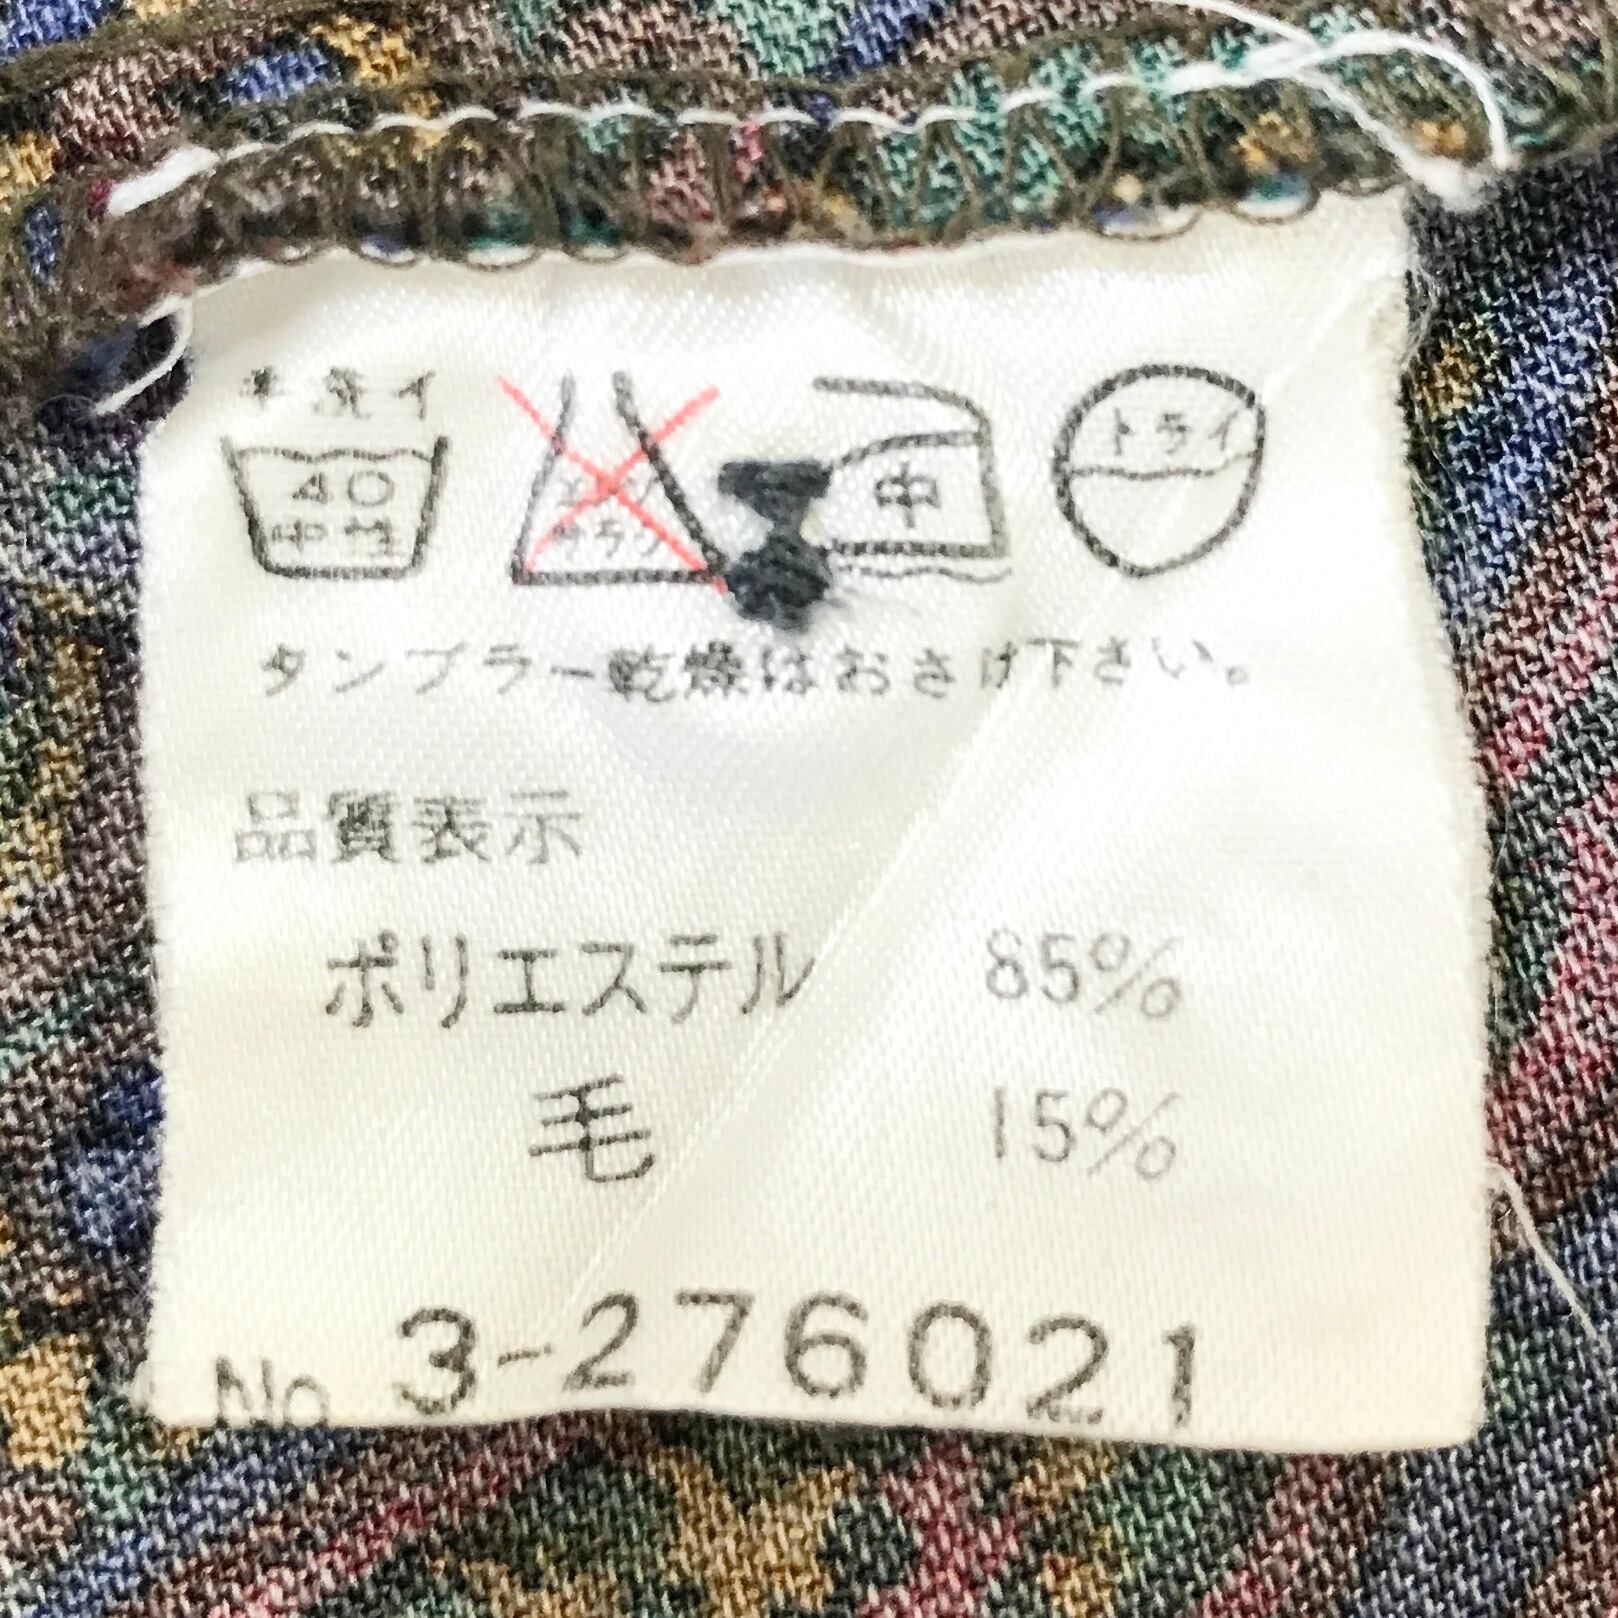 手洗イ
40 中 ドライ
中性
タンブラー乾燥はおさけ下さい。
品質表示
ポリエステル 85%
毛 15%
No 3-276021